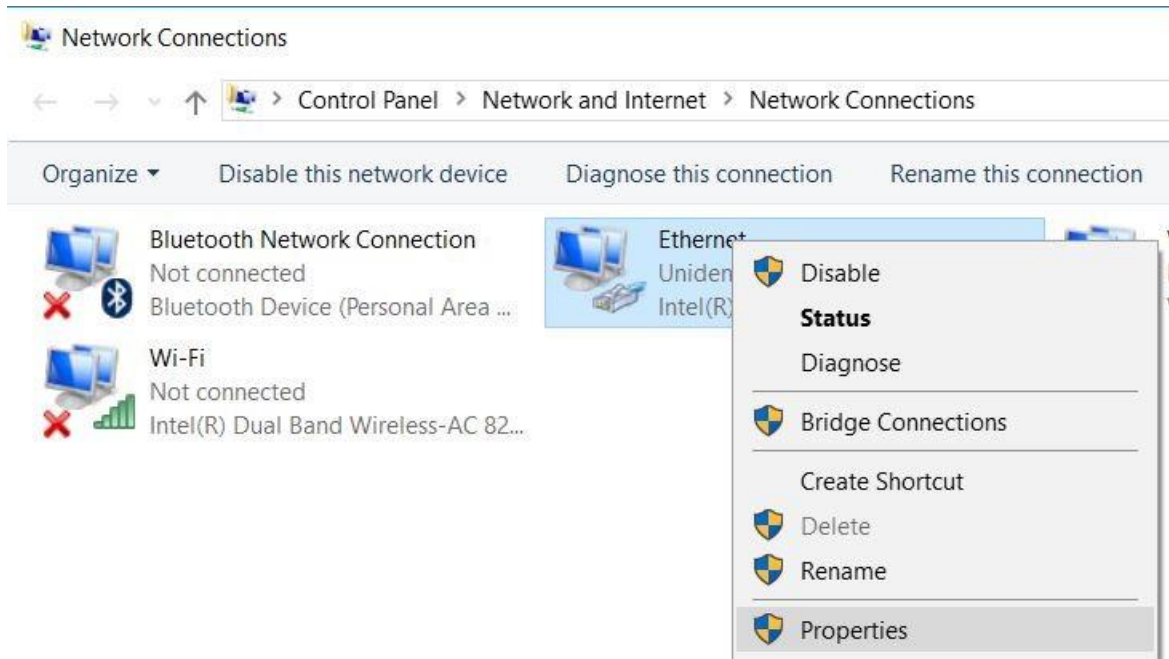 Network Connections
Control Panel > Network and Internet > Network Connections
Organize Disable this network device Diagnose this connection Rename this connection
Bluetooth Network Connection
Not connected
Bluetooth Device (Personal Area ...
Wi-Fi
Not connected
Intel(R) Dual Band Wireless-AC 82...
Ethernet
Uniden
Intel(R)
Disable
Status
Diagnose
Bridge Connections
Create Shortcut
Delete
Rename
Properties